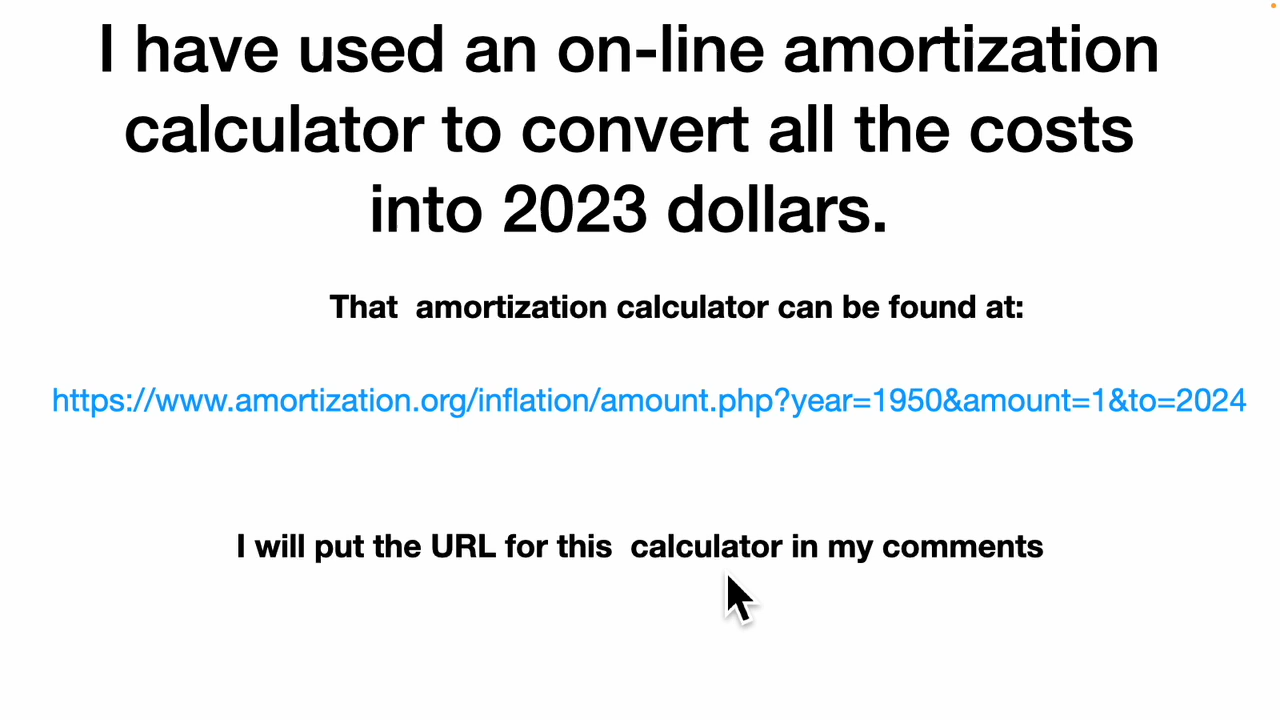 I have used an on-line amortization
calculator to convert all the costs
into 2023 dollars.
That  amortization calculator can be found at:
https://www.amortization.org/inflation/amount.php?year=1950&amount=1&to=2024
I will put the URL for this  calculator in my comments